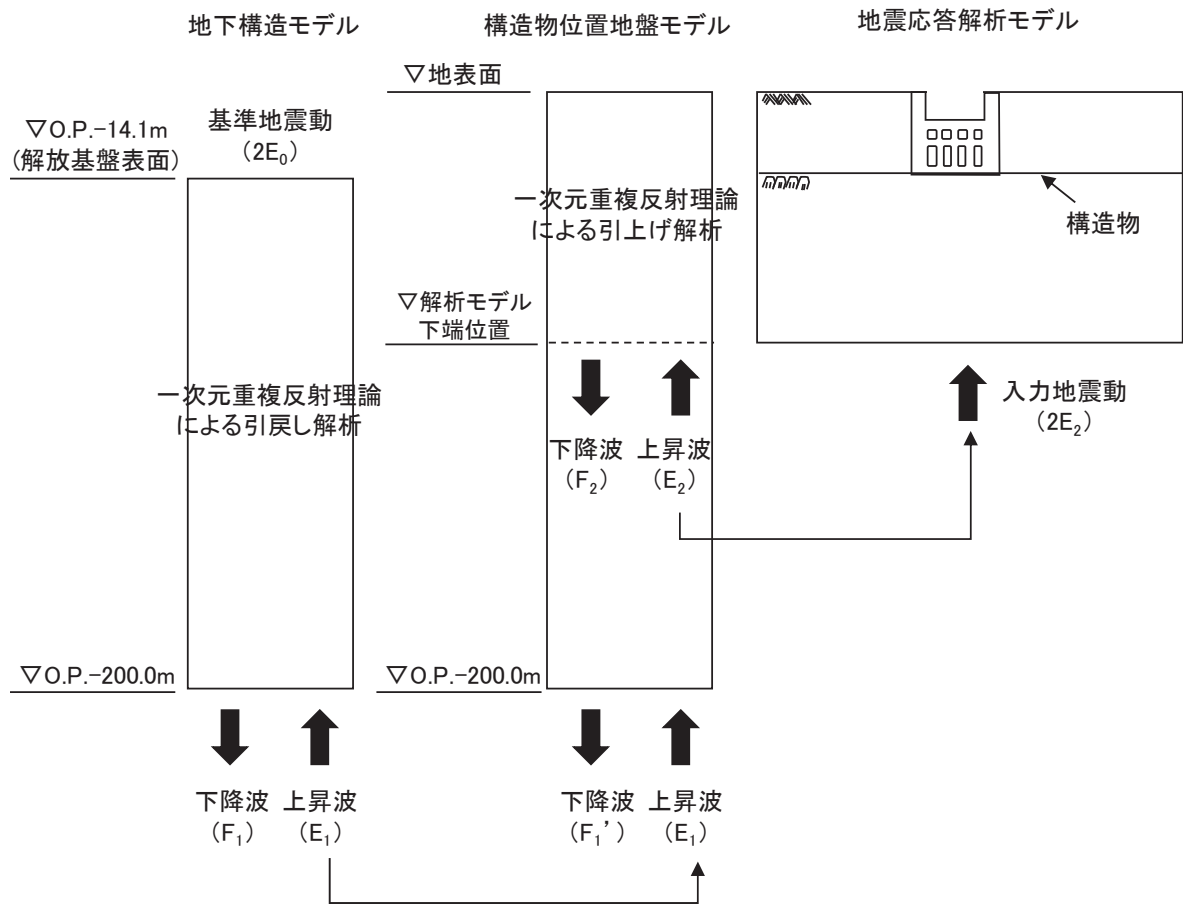 地下構造モデル
構造物位置地盤モデル
地震応答解析モデル
▽地表面
▽O.P.-14.1m
(解放基盤表面)
基準地震動
(2E₀)
一次元重複反射理論
による引戻し解析
▽O.P.-200.0m
下降波
(F₁)
上昇波
(E₁)
一次元重複反射理論
による引上げ解析
▽解析モデル
下端位置
下降波
(F₂)
上昇波
(E₂)
▽O.P.-200.0m
下降波
(F₁’)
上昇波
(E₁)
構造物
入力地震動
(2E₂)